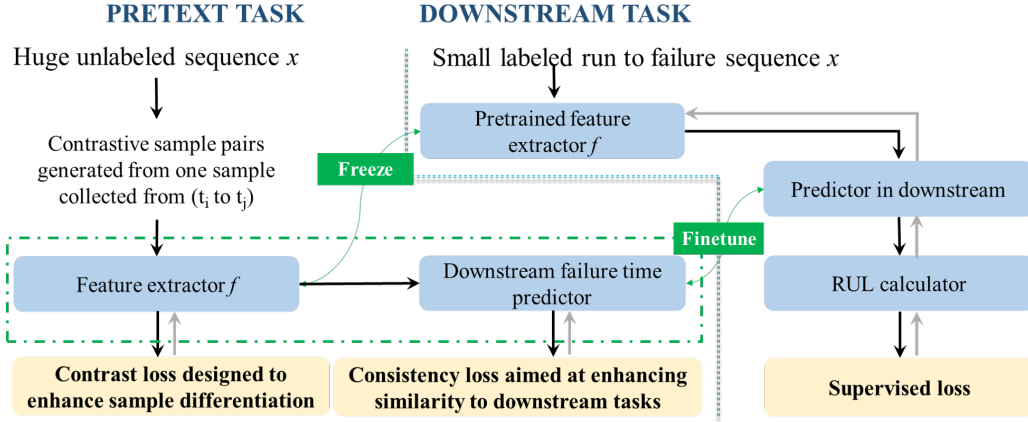 PRETEXT TASK
DOWNSTREAM TASK
Huge unlabeled sequence x
Small labeled run to failure sequence x
Contrastive sample pairs
generated from one sample
collected from (ti to tj)
Pretrained feature
extractor f
Freeze
Predictor in downstream
Finetune
Feature extractor f
Downstream failure time
predictor
RUL calculator
Contrast loss designed to
enhance sample differentiation
Consistency loss aimed at enhancing
similarity to downstream tasks
Supervised loss